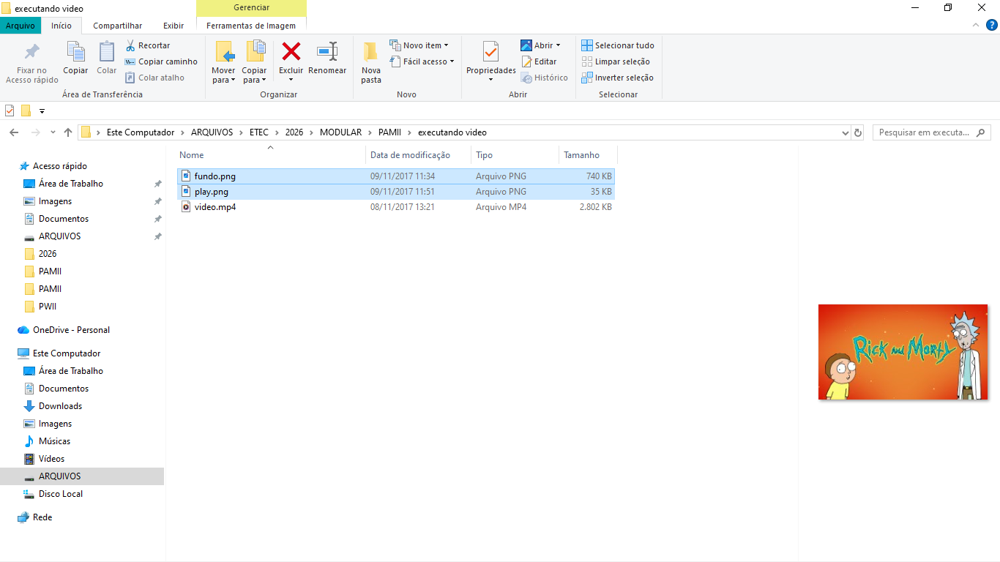 executando video
Gerenciar
Arquivo Início Compartilhar Exibir Ferramentas de Imagem
Fixar no
Acesso rápido
Copiar
Colar
Recortar
Copiar caminho
Colar atalho
Área de Transferência
Mover
para
Copiar
para
Excluir
Renomear
Organizar
Nova
pasta
Novo item
Fácil acesso
Novo
Propriedades
Abrir
Editar
Histórico
Abrir
Selecionar tudo
Limpar seleção
Inverter seleção
Selecionar
Este Computador > ARQUIVOS > ETEC > 2026 > MODULAR > PAMII > executando video
Pesquisar em executa...
Acesso rápido
Área de Trabalho
Imagens
Documentos
ARQUIVOS
2026
PAMII
PAMII
PWII
OneDrive - Personal
Este Computador
Área de Trabalho
Documentos
Downloads
Imagens
Músicas
Vídeos
ARQUIVOS
Disco Local
Rede
Nome Data de modificação Tipo Tamanho
fundo.png 09/11/2017 11:34 Arquivo PNG 740 KB
play.png 09/11/2017 11:51 Arquivo PNG 35 KB
video.mp4 08/11/2017 13:21 Arquivo MP4 2.802 KB
Rick and Morty